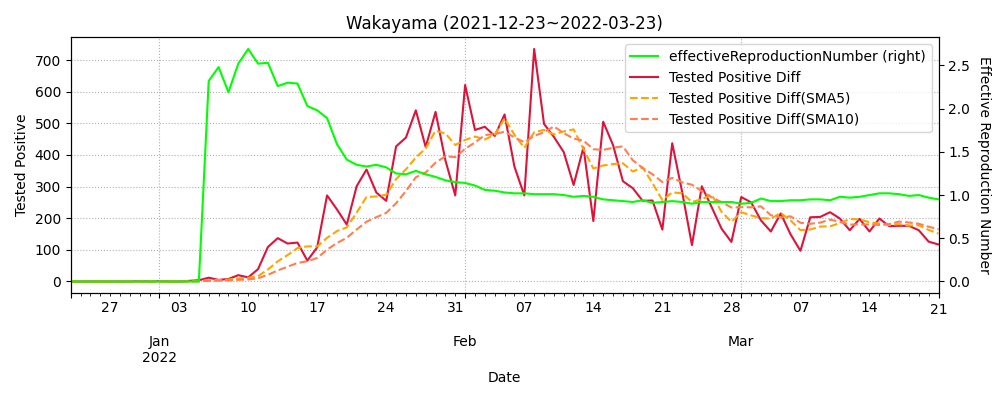 Wakayama (2021-12-23~2022-03-23)
effectiveReproductionNumber (right)
Tested Positive Diff
Tested Positive Diff(SMA5)
Tested Positive Diff(SMA10)
Tested Positive
700
600
500
400
300
200
100
0
2.5
2.0
1.5
1.0
0.5
0.0
Effective Reproduction Number
27 03 10 17 24 31 07 14 21 28 07 14 21
Jan Feb Mar
2022
Date